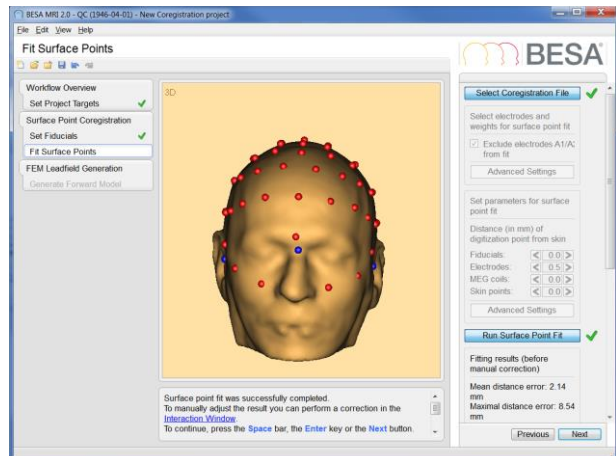 BESA MRI 2.0 - QC (1946-04-01) - New Coregistration project
File Edit View Help
Fit Surface Points
BESA
Workflow Overview
Set Project Targets
Surface Point Coregistration
Set Fiducials
Fit Surface Points
FEM Leadfield Generation
Generate Forward Model
3D
Surface point fit was successfully completed.
To manually adjust the result you can perform a correction in the
Interaction Window.
To continue, press the Space bar, the Enter key or the Next button.
Select Coregistration File
Select electrodes and
weights for surface point fit
Exclude electrodes A1/A
from fit
Advanced Settings
Set parameters for surface
point fit
Distance (in mm) of
digitization point from skin
Fiducials: < 0.0 >
Electrodes: < 0.5 >
MEG coils: < 0.0 >
Skin points: < 0.0 >
Advanced Settings
Run Surface Point Fit
Fitting results (before
manual correction)
Mean distance error: 2.14
mm
Maximal distance error: 8.54
mm
Previous Next